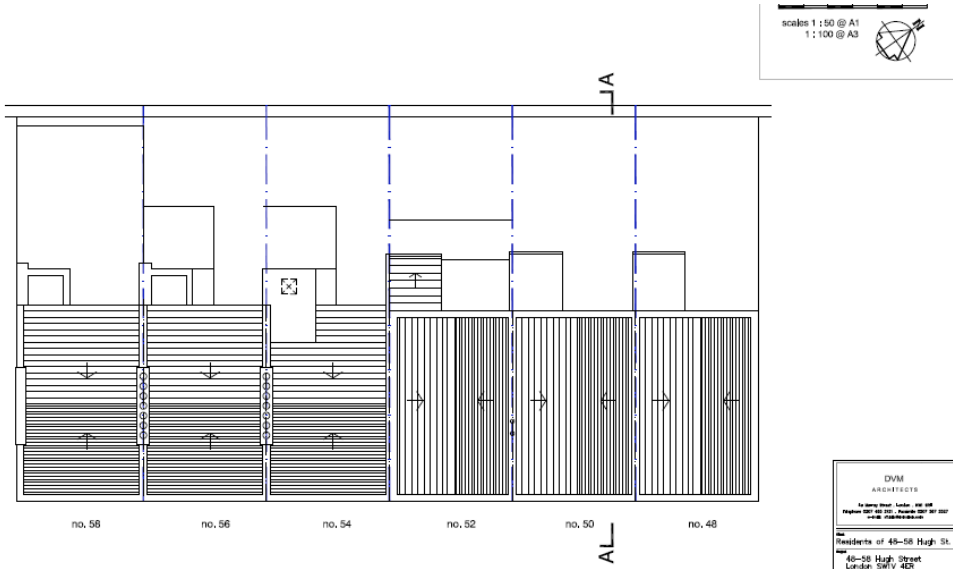 scales 1 : 50 @ A1
1 : 100 @ A3
N
A
no. 58
no. 56
no. 54
no. 52
no. 50
no. 48
A
DVM
ARCHITECTS
Residents of 48-58 Hugh St.
48-58 Hugh Street
London SW1V 4ER